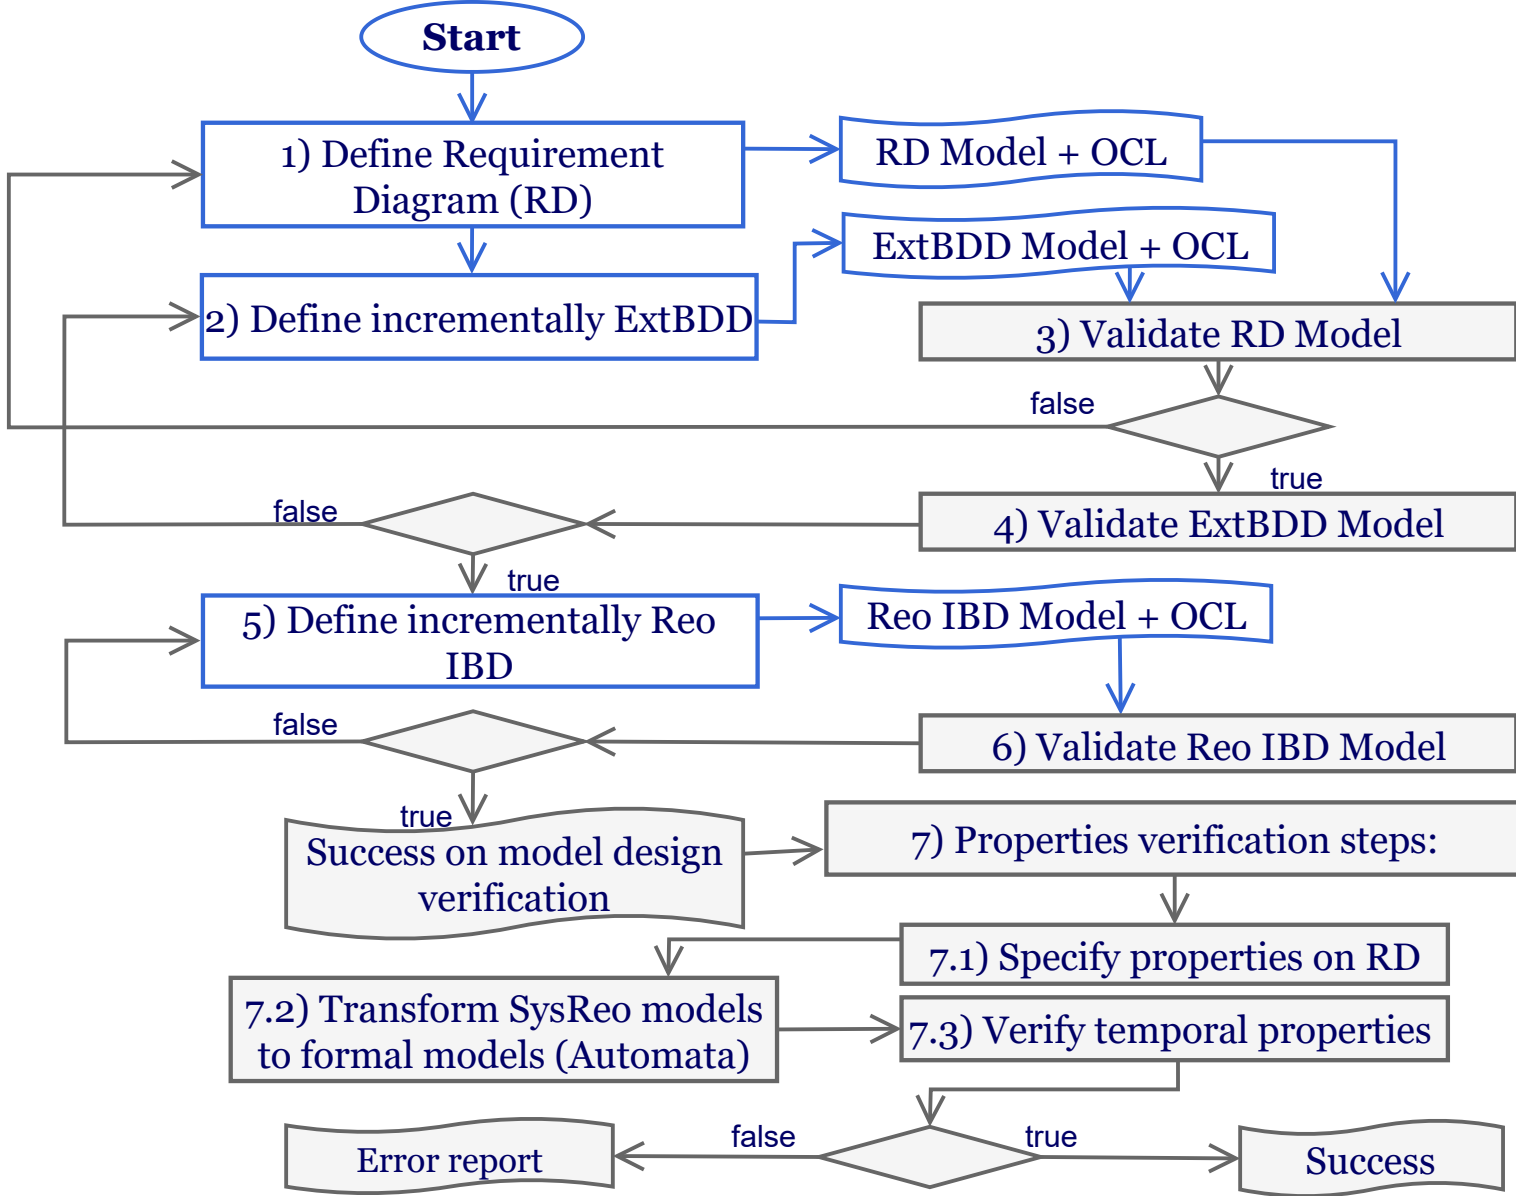 Start
1) Define Requirement
Diagram (RD)
RD Model + OCL
ExtBDD Model + OCL
2) Define incrementally ExtBDD
3) Validate RD Model
false
true
4) Validate ExtBDD Model
false
true
5) Define incrementally Reo
IBD
Reo IBD Model + OCL
false
6) Validate Reo IBD Model
true
Success on model design
verification
7) Properties verification steps:
7.1) Specify properties on RD
7.2) Transform SysReo models
to formal models (Automata)
7.3) Verify temporal properties
false
true
Error report
Success